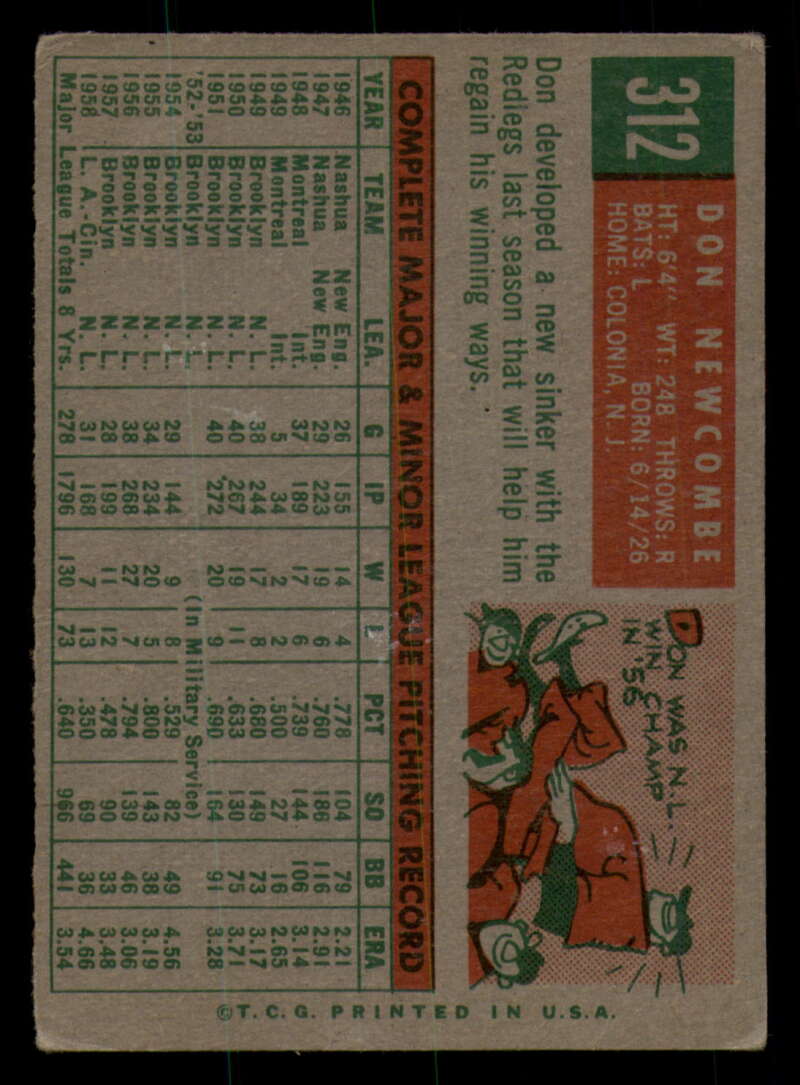 312
DON NEWCOMBE
HT: 6'4" WT: 248 THROWS: R
BATS: L BORN: 6/14/26
HOME: COLONIA, N. J.
Don developed a new sinker with the
Redlegs last season that will help him
regain his winning ways.
DON WAS N.L.
WIN CHAMP
IN '56
COMPLETE MAJOR & MINOR LEAGUE PITCHING RECORD
YEAR TEAM LEA. G IP W L PCT SO BB ERA
1946 Nashua New Eng. 26 155 14 4 .778 104 79 2.21
1947 Nashua New Eng. 29 223 19 6 .760 186 116 2.91
1948 Montreal Int. 37 189 17 6 .739 144 106 3.14
1949 Montreal Int. 5 34 2 2 .500 27 16 2.65
1949 Brooklyn N. L. 38 244 17 8 .680 149 73 3.17
1950 Brooklyn N. L. 40 267 19 11 .633 130 75 3.71
1951 Brooklyn N. L. 40 272 20 9 .690 164 91 3.28
'52-'53 Brooklyn N. L. (In Military Service)
1954 Brooklyn N. L. 29 144 9 8 .529 82 49 4.56
1955 Brooklyn N. L. 34 234 20 5 .800 143 38 3.19
1956 Brooklyn N. L. 38 268 27 7 .794 139 46 3.06
1957 Brooklyn N. L. 28 199 11 12 .478 90 33 3.48
1958 L. A.-Cin. N. L. 31 168 7 13 .350 69 36 4.66
Major League Totals 8 Yrs. 278 1796 130 73 .640 966 441 3.54
©T. C. G. PRINTED IN U.S.A.